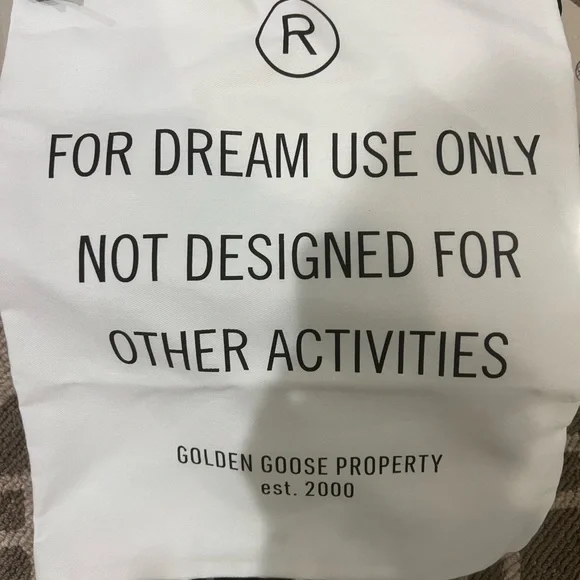 R
FOR DREAM USE ONLY
NOT DESIGNED FOR
OTHER ACTIVITIES
GOLDEN GOOSE PROPERTY
est. 2000